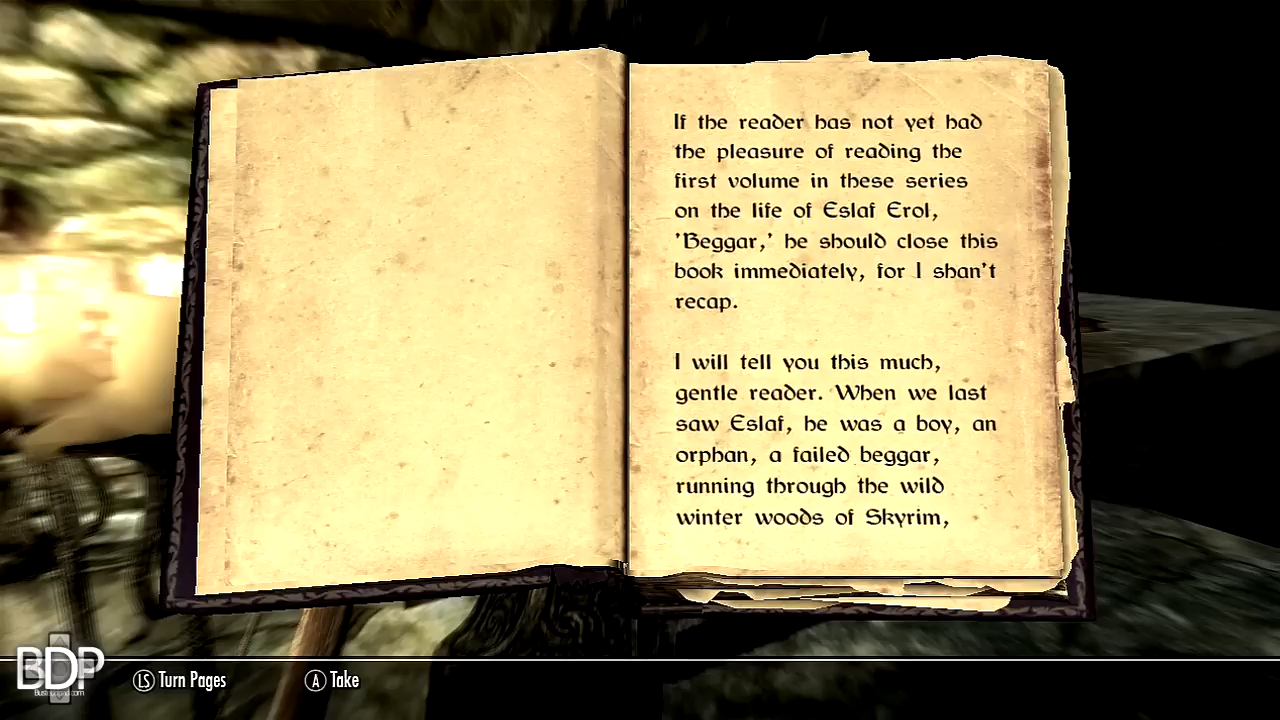 If the reader has not yet had
the pleasure of reading the
first volume in these series
on the life of Eslaf Erol,
'Beggar,' he should close this
book immediately, for I shan't
recap.
I will tell you this much,
gentle reader. When we last
saw Eslaf, he was a boy, an
orphan, a failed beggar,
running through the wild
winter woods of Skyrim,
BDP
LS Turn Pages
A Take